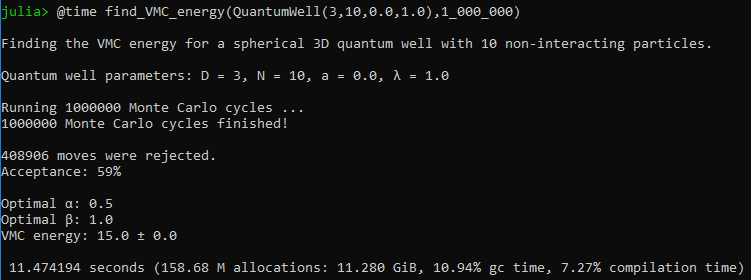 julia> @time find_VMC_energy(QuantumWell(3,10,0.0,1.0),1_000_000)
Finding the VMC energy for a spherical 3D quantum well with 10 non-interacting particles.
Quantum well parameters: D = 3, N = 10, a = 0.0, λ = 1.0
Running 1000000 Monte Carlo cycles ...
1000000 Monte Carlo cycles finished!
408906 moves were rejected.
Acceptance: 59%
Optimal α: 0.5
Optimal β: 1.0
VMC energy: 15.0 ± 0.0
11.474194 seconds (158.68 M allocations: 11.280 GiB, 10.94% gc time, 7.27% compilation time)